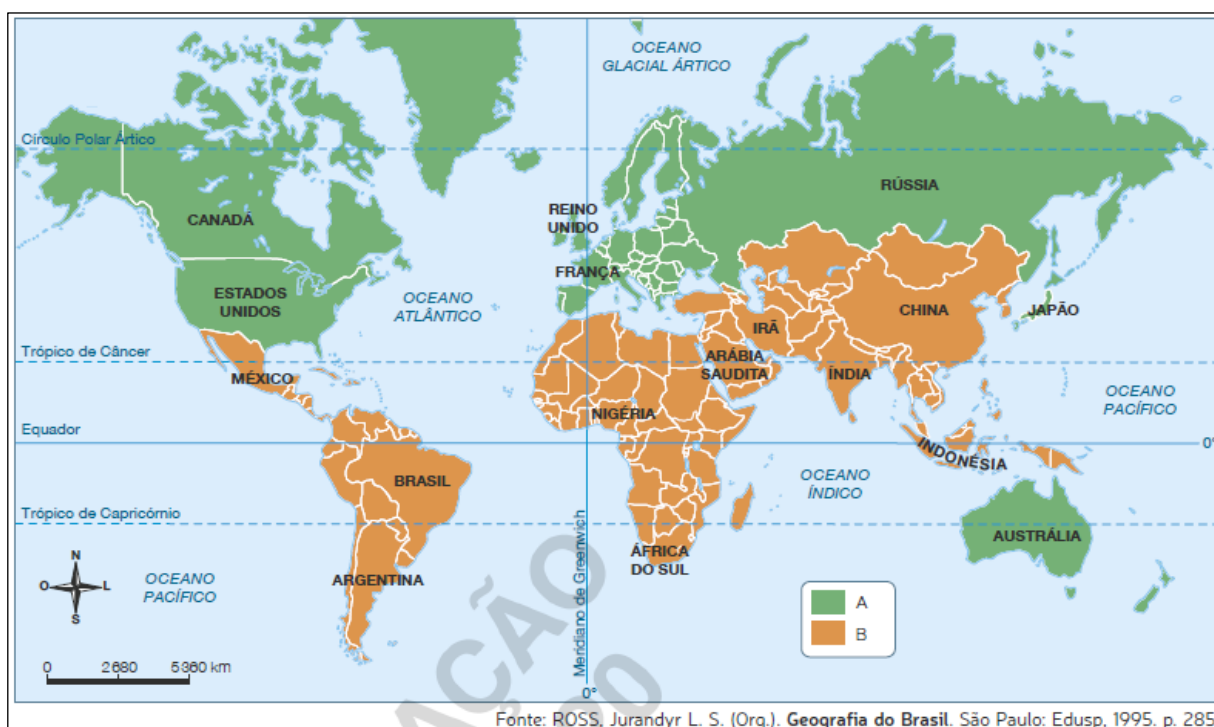 OCEANO
GLACIAL ÁRTICO
Círculo Polar Ártico
RÚSSIA
CANADÁ
REINO
UNIDO
FRANÇA
ESTADOS
UNIDOS
OCEANO
ATLÂNTICO
CHINA
JAPÃO
IRÃ
Trópico de Câncer
ARÁBIA
SAUDITA
MÉXICO
ÍNDIA
OCEANO
PACÍFICO
NIGÉRIA
Equador
0°
INDONÉSIA
BRASIL
OCEANO
ÍNDICO
Trópico de Capricórnio
AUSTRÁLIA
ÁFRICA
DO SUL
ARGENTINA
Meridiano de Greenwich
N
O
L
S
OCEANO
PACÍFICO
A
B
0 2680 5360 km
0°
AÇÃO
Fonte: ROSS, Jurandyr L. S. (Org.). Geografia do Brasil. São Paulo: Edusp, 1995. p. 285